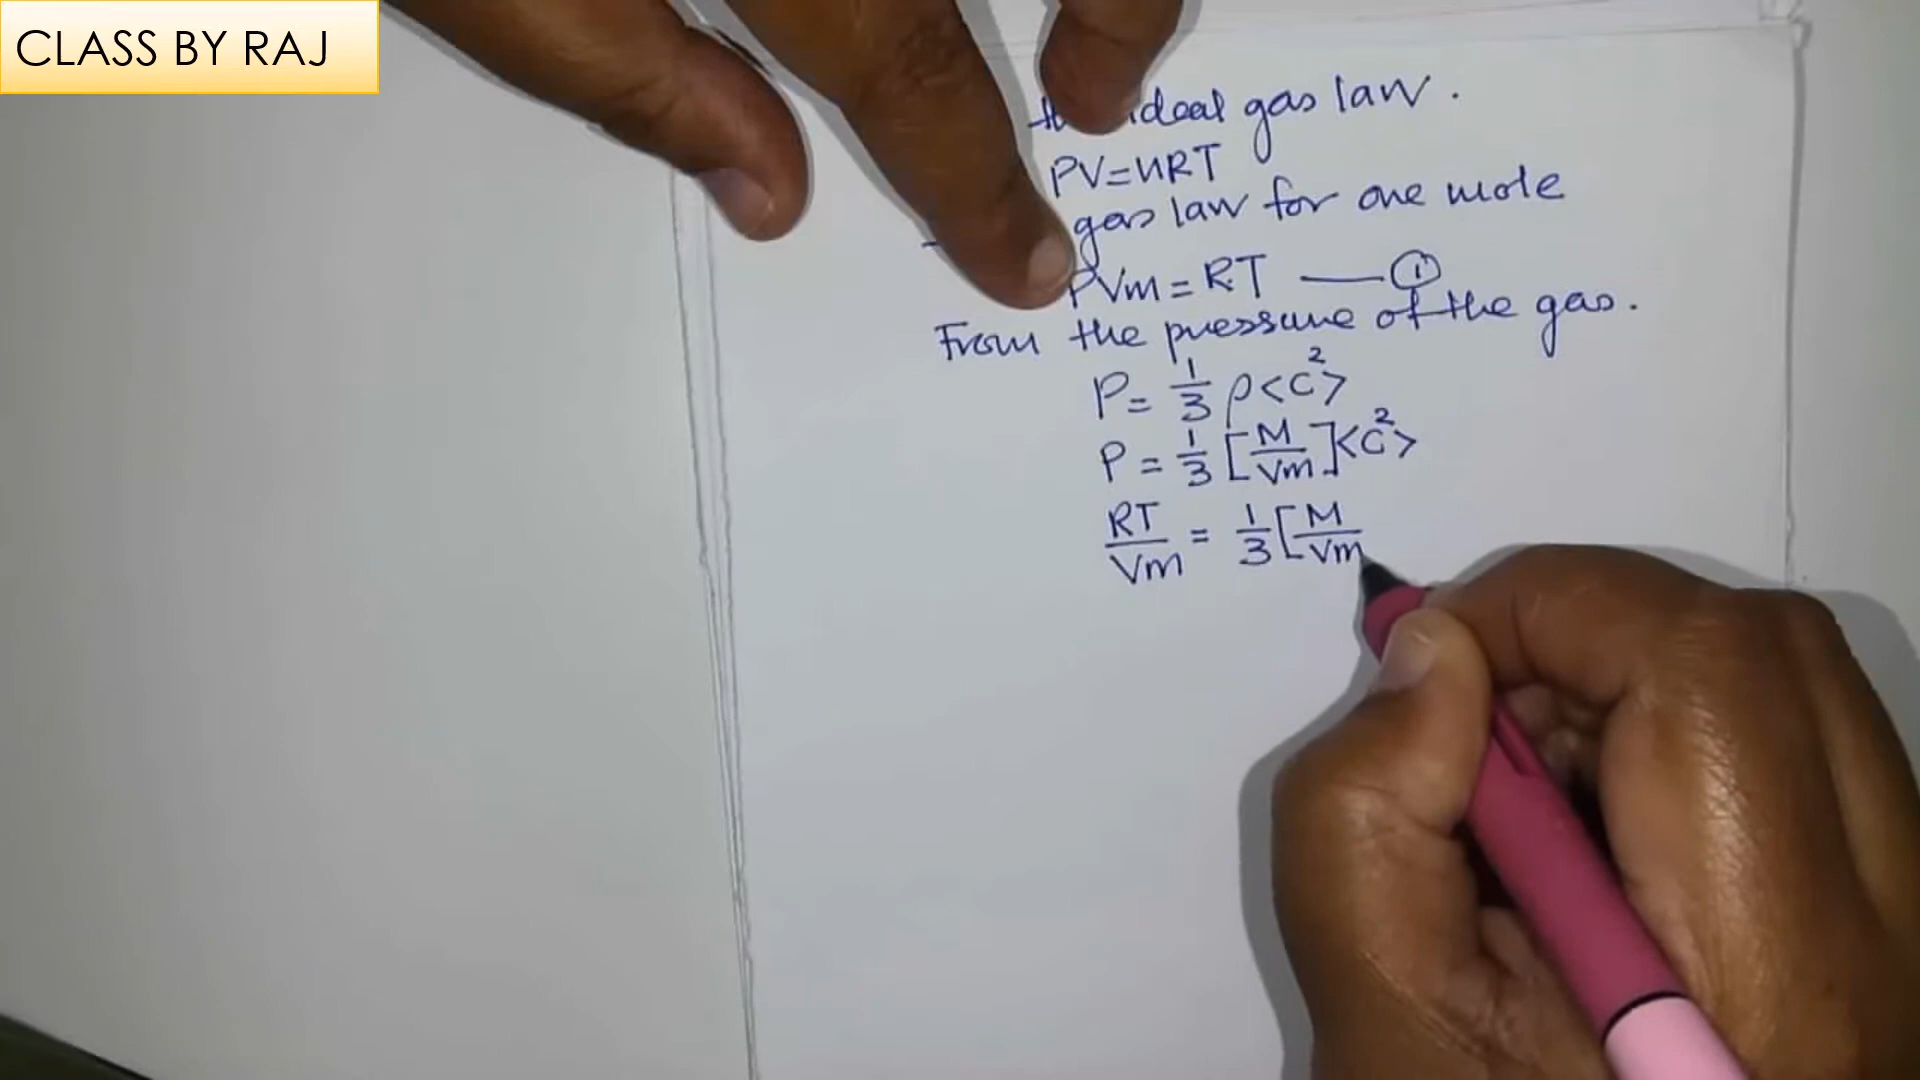 CLASS BY RAJ
ideal gas law.
PV=nRT
gas law for one mole
PVm = RT —— ①
From the pressure of the gas.
P = 1/3 ρ<c²>
P = 1/3 [M/Vm]<c²>
RT/Vm = 1/3 [M/Vm